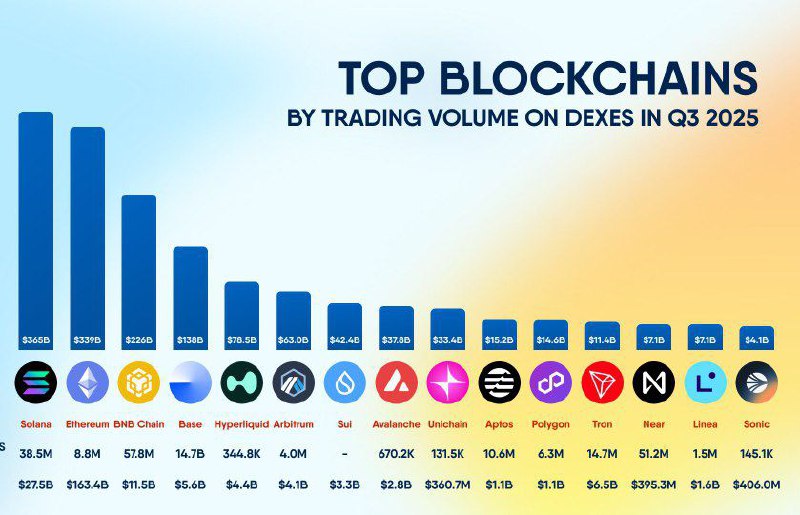 TOP BLOCKCHAINS
BY TRADING VOLUME ON DEXES IN Q3 2025
$365B $339B $226B $138B $78.5B $63.0B $42.4B $37.8B $33.4B $15.2B $14.6B $11.4B $7.1B $7.1B $4.1B
Solana Ethereum BNB Chain Base Hyperliquid Arbitrum Sui Avalanche Unichain Aptos Polygon Tron Near Linea Sonic
S 38.5M 8.8M 57.8M 14.7B 344.8K 4.0M - 670.2K 131.5K 10.6M 6.3M 14.7M 51.2M 1.5M 145.1K
$27.5B $163.4B $11.5B $5.6B $4.4B $4.1B $3.3B $2.8B $360.7M $1.1B $1.1B $6.5B $395.3M $1.6B $406.0M